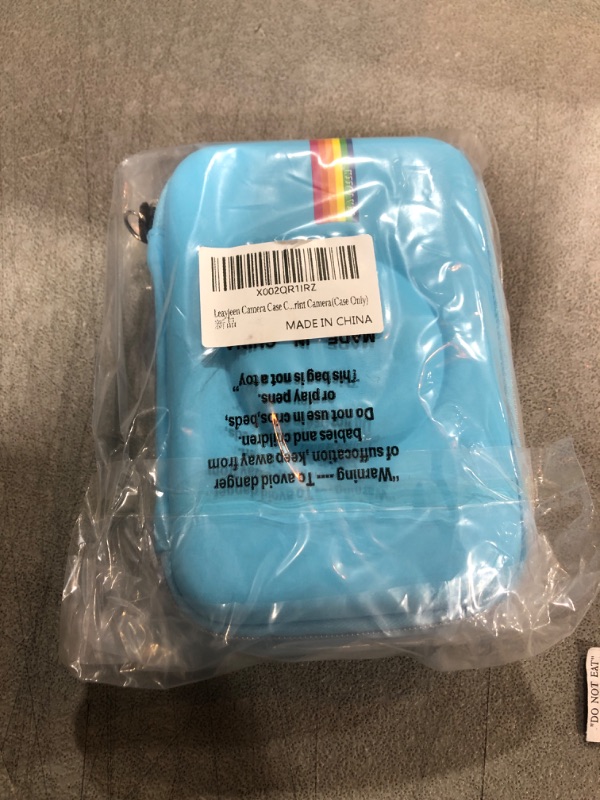 X002QR1IRZ
Leayjeen Camera Case C...rint Camera(Case Only)
MADE IN CHINA
"Warning ---- To avoid danger
of suffocation ,keep away from
babies and children.
Do not use in cribs,beds,
or play pens.
This bag is not a toy"
MADE IN
"DO NOT EAT"